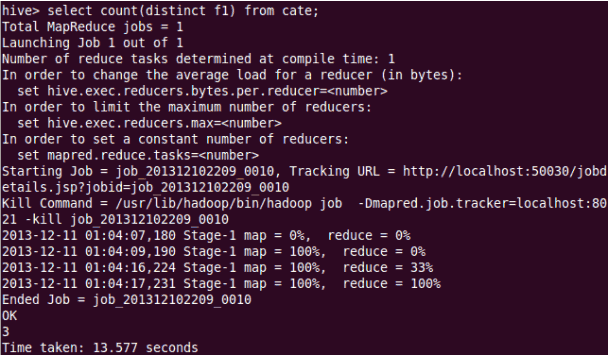 hive> select count(distinct f1) from cate;
Total MapReduce jobs = 1
Launching Job 1 out of 1
Number of reduce tasks determined at compile time: 1
In order to change the average load for a reducer (in bytes):
  set hive.exec.reducers.bytes.per.reducer=<number>
In order to limit the maximum number of reducers:
  set hive.exec.reducers.max=<number>
In order to set a constant number of reducers:
  set mapred.reduce.tasks=<number>
Starting Job = job_201312102209_0010, Tracking URL = http://localhost:50030/jobd
etails.jsp?jobid=job_201312102209_0010
Kill Command = /usr/lib/hadoop/bin/hadoop job  -Dmapred.job.tracker=localhost:80
21 -kill job_201312102209_0010
2013-12-11 01:04:07,180 Stage-1 map = 0%,  reduce = 0%
2013-12-11 01:04:09,190 Stage-1 map = 100%,  reduce = 0%
2013-12-11 01:04:16,224 Stage-1 map = 100%,  reduce = 33%
2013-12-11 01:04:17,231 Stage-1 map = 100%,  reduce = 100%
Ended Job = job_201312102209_0010
OK
3
Time taken: 13.577 seconds